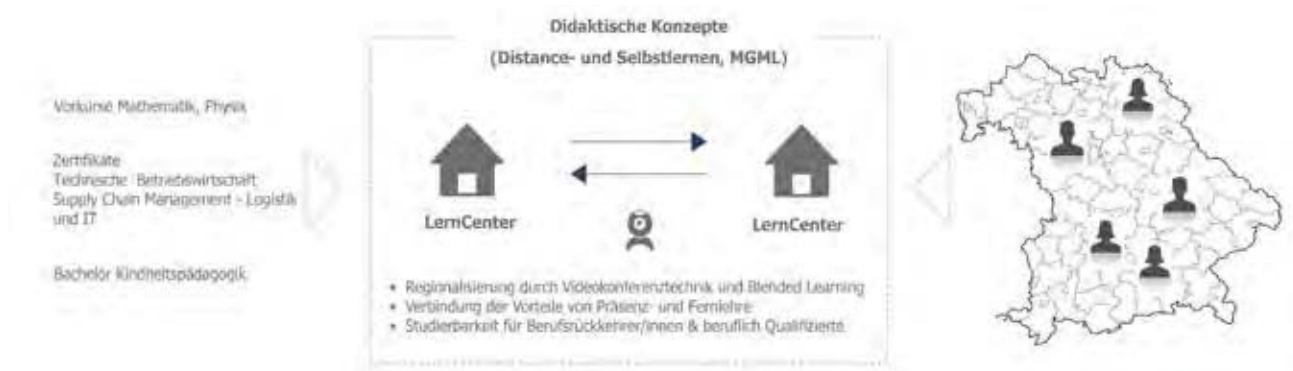 Didaktische Konzepte
(Distance- und Selbstlernen, MGML)
Vorkurse Mathematik, Physik
Zertifikate
Technische Betriebswirtschaft
Supply Chain Management - Logistik
und IT
Bachelor Kindheitspädagogik
LernCenter
LernCenter
• Regionalisierung durch Videokonferenztechnik und Blended Learning
• Verbindung der Vorteile von Präsenz- und Fernlehre
• Studierbarkeit für Berufsrückkehrer/innen & beruflich Qualifizierte